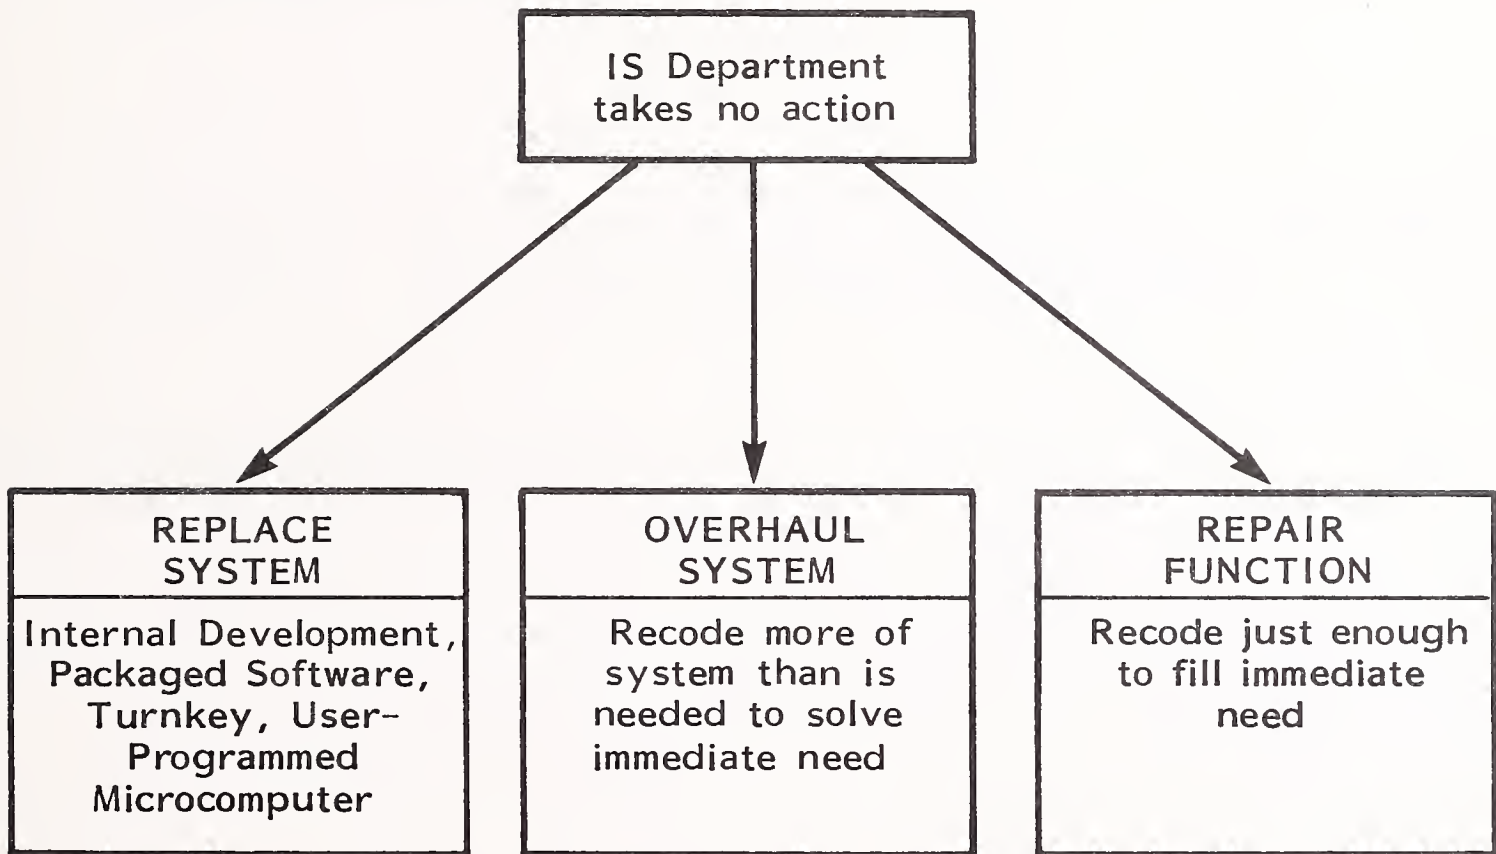 IS Department
takes no action
REPLACE
SYSTEM
Internal Development,
Packaged Software,
Turnkey, User-
Programmed
Microcomputer
OVERHAUL
SYSTEM
Recode more of
system than is
needed to solve
immediate need
REPAIR
FUNCTION
Recode just enough
to fill immediate
need